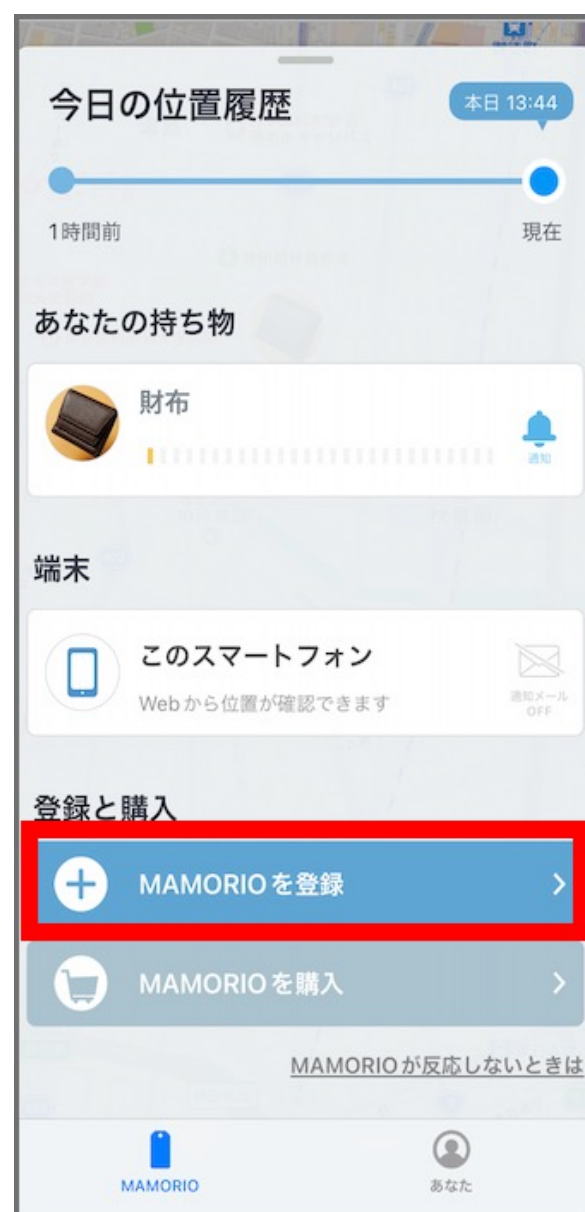 今日の位置履歴
本日 13:44
1時間前
現在
あなたの持ち物
財布
通知
端末
このスマートフォン
Webから位置が確認できます
通知メール
OFF
登録と購入
MAMORIOを登録
MAMORIOを購入
MAMORIOが反応しないときは
MAMORIO
あなた